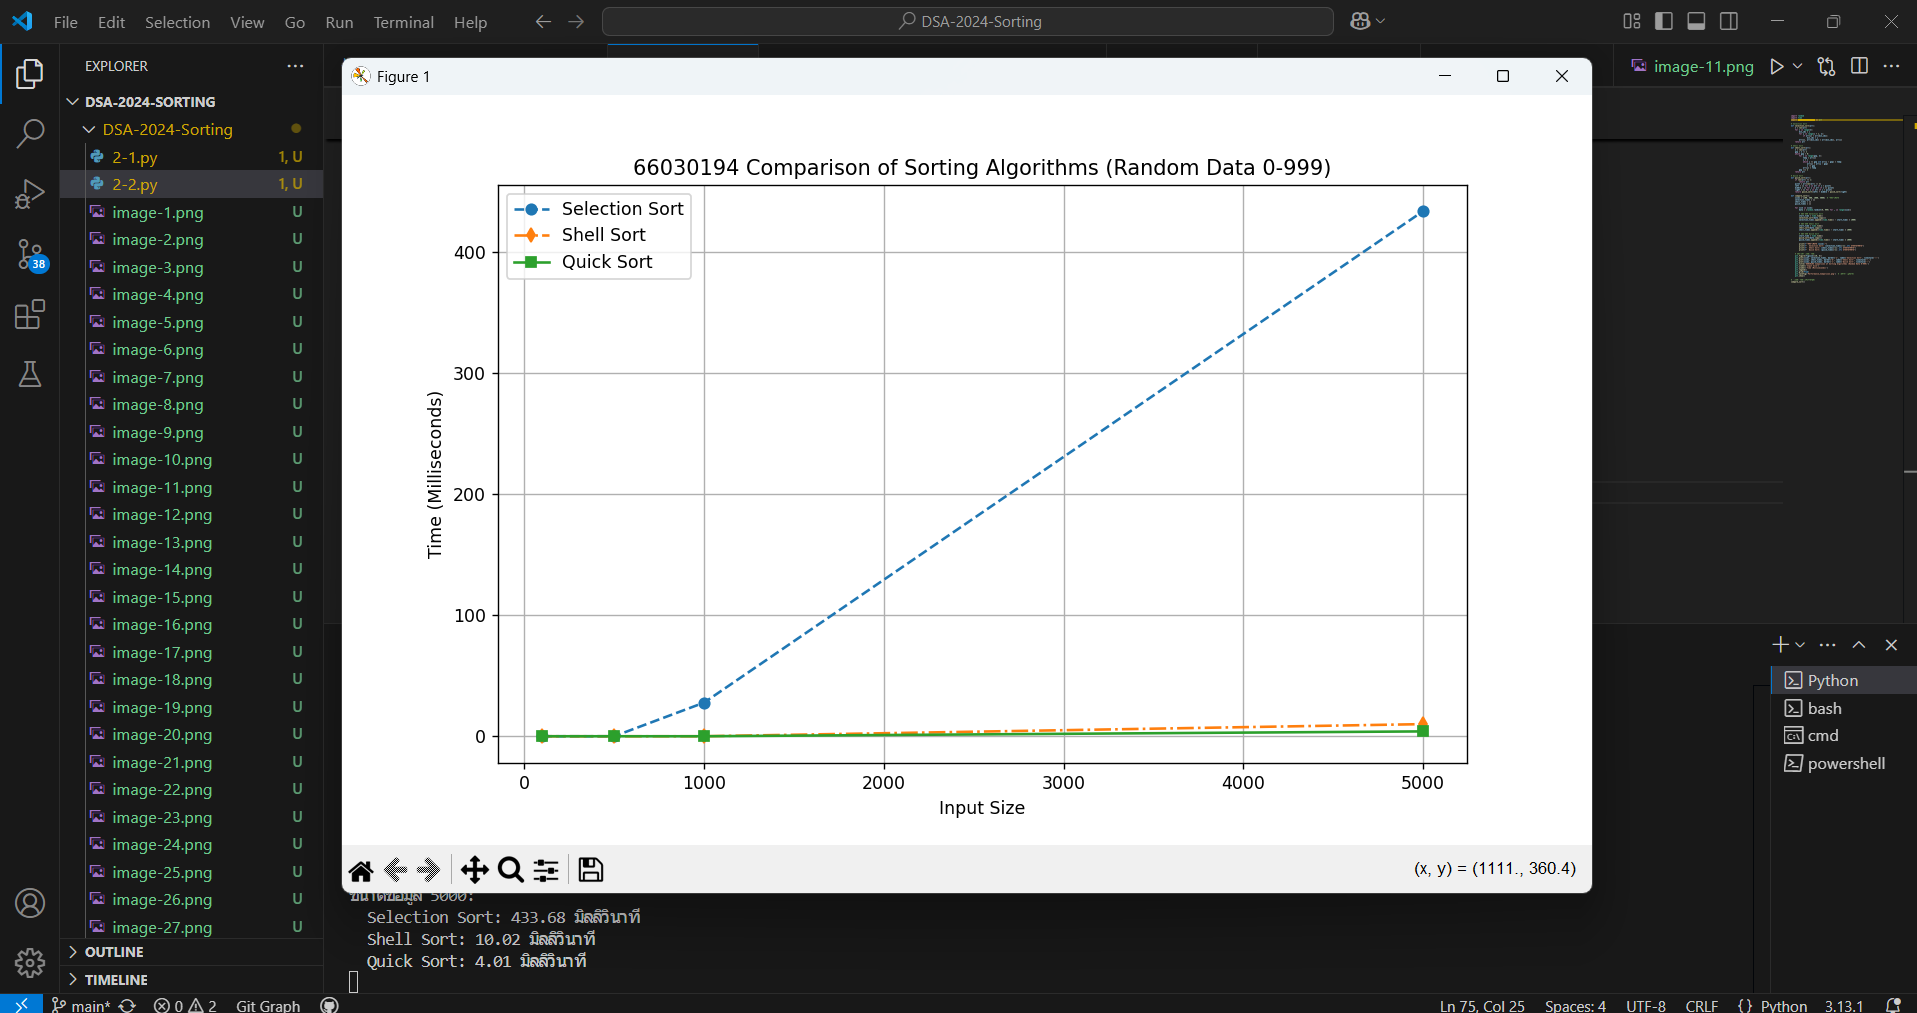 File Edit Selection View Go Run Terminal Help
DSA-2024-Sorting
EXPLORER
DSA-2024-SORTING
DSA-2024-Sorting
2-1.py 1, U
2-2.py 1, U
image-1.png U
image-2.png U
image-3.png U
image-4.png U
image-5.png U
image-6.png U
image-7.png U
image-8.png U
image-9.png U
image-10.png U
image-11.png U
image-12.png U
image-13.png U
image-14.png U
image-15.png U
image-16.png U
image-17.png U
image-18.png U
image-19.png U
image-20.png U
image-21.png U
image-22.png U
image-23.png U
image-24.png U
image-25.png U
image-26.png U
image-27.png U
OUTLINE
TIMELINE
38
image-11.png
Figure 1
66030194 Comparison of Sorting Algorithms (Random Data 0-999)
Selection Sort
Shell Sort
Quick Sort
Time (Milliseconds)
400
300
200
100
0
0 1000 2000 3000 4000 5000
Input Size
(x, y) = (1111., 360.4)
ขนาดข้อมูล 5000:
Selection Sort: 433.68 มิลลิวินาที
Shell Sort: 10.02 มิลลิวินาที
Quick Sort: 4.01 มิลลิวินาที
Python
bash
cmd
powershell
main* 0 2 Git Graph
Ln 75, Col 25 Spaces: 4 UTF-8 CRLF {} Python 3.13.1